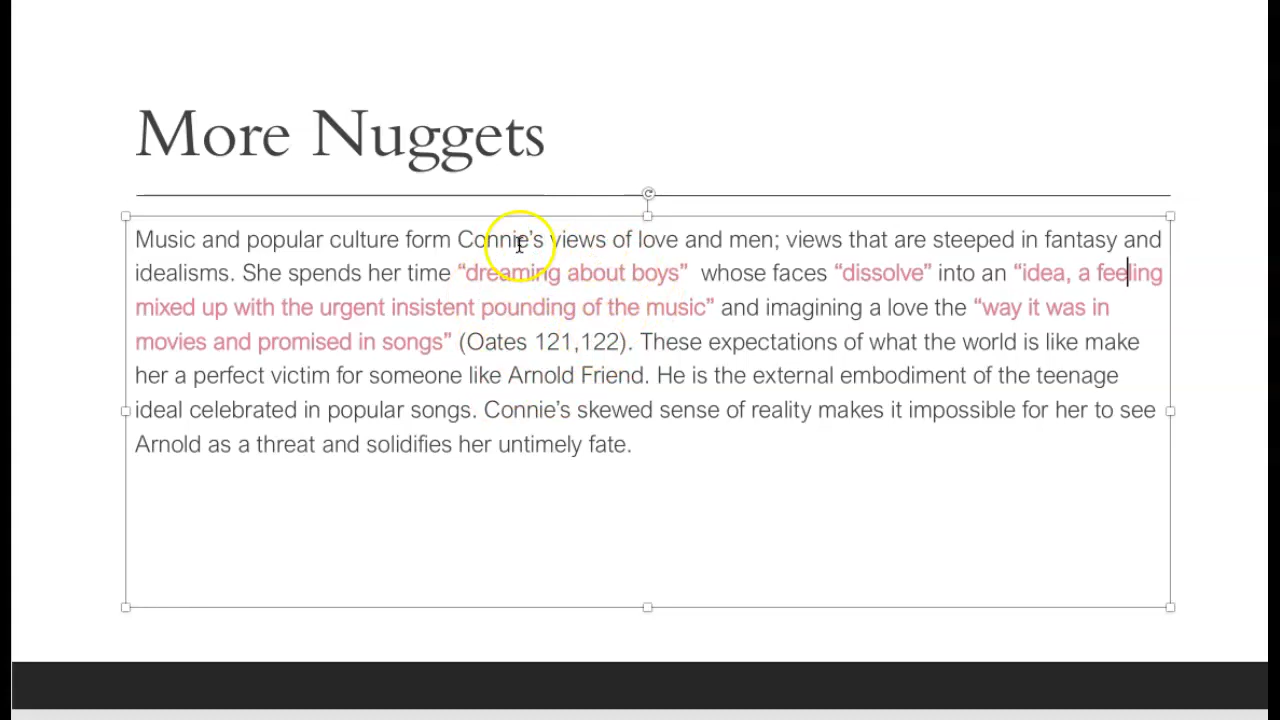 More Nuggets
Music and popular culture form Connie's views of love and men; views that are steeped in fantasy and
idealisms. She spends her time “dreaming about boys”  whose faces “dissolve” into an “idea, a feeling
mixed up with the urgent insistent pounding of the music” and imagining a love the “way it was in
movies and promised in songs” (Oates 121,122). These expectations of what the world is like make
her a perfect victim for someone like Arnold Friend. He is the external embodiment of the teenage
ideal celebrated in popular songs. Connie’s skewed sense of reality makes it impossible for her to see
Arnold as a threat and solidifies her untimely fate.